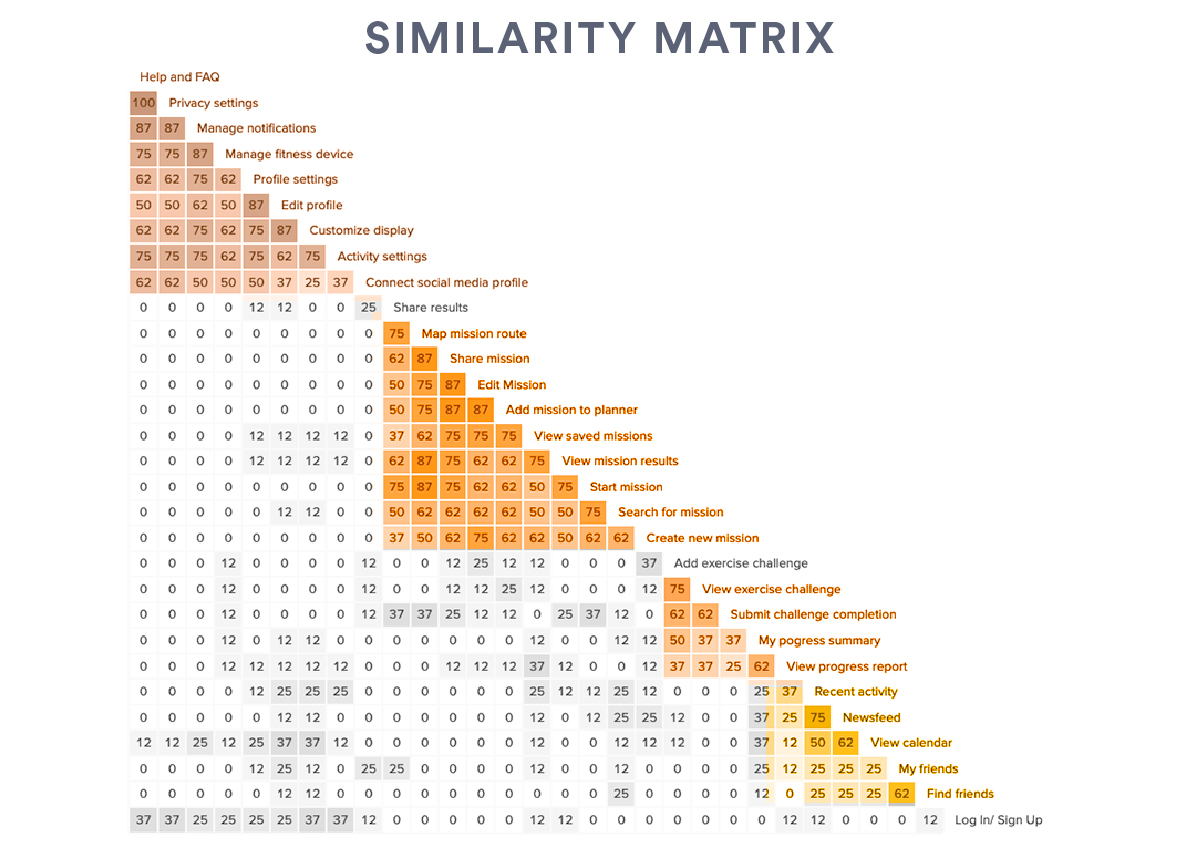 SIMILARITY MATRIX
Help and FAQ
100 Privacy settings
87 87 Manage notifications
75 75 87 Manage fitness device
62 62 75 62 Profile settings
50 50 62 50 87 Edit profile
62 62 75 62 75 87 Customize display
75 75 75 62 75 62 75 Activity settings
62 62 50 50 50 37 25 37 Connect social media profile
0 0 0 0 12 12 0 0 25 Share results
0 0 0 0 0 0 0 0 0 75 Map mission route
0 0 0 0 0 0 0 0 0 62 87 Share mission
0 0 0 0 0 0 0 0 0 50 75 87 Edit Mission
0 0 0 0 0 0 0 0 0 50 75 87 87 Add mission to planner
0 0 0 0 12 12 12 12 0 37 62 75 75 75 View saved missions
0 0 0 0 12 12 12 12 0 62 87 75 62 62 75 View mission results
0 0 0 0 0 0 0 0 0 75 87 75 62 62 50 75 Start mission
0 0 0 0 0 12 12 0 0 50 62 62 62 62 50 50 75 Search for mission
0 0 0 0 0 0 0 0 0 37 50 62 75 62 62 50 62 62 Create new mission
0 0 0 12 0 0 0 0 12 0 0 12 25 12 12 0 0 0 37 Add exercise challenge
0 0 0 12 0 0 0 0 12 0 0 12 12 25 12 0 0 0 12 75 View exercise challenge
0 0 0 12 0 0 0 0 12 37 37 25 12 12 0 25 37 12 0 62 62 Submit challenge completion
0 0 0 12 0 12 12 0 0 0 0 0 0 0 12 0 0 12 12 50 37 37 My pogress summary
0 0 0 12 12 12 12 12 0 0 0 12 12 12 37 12 0 0 12 37 37 25 62 View progress report
0 0 0 0 12 25 25 25 0 0 0 0 0 0 25 12 12 25 12 0 0 0 25 37 Recent activity
0 0 0 0 0 12 12 0 0 0 0 0 0 0 12 0 12 25 25 12 0 0 37 25 75 Newsfeed
12 12 25 12 25 37 37 12 0 0 0 0 0 0 12 0 0 12 12 12 0 0 37 12 50 62 View calendar
0 0 0 0 12 25 12 0 25 25 0 0 0 0 12 0 0 12 0 0 0 0 25 12 25 25 25 My friends
0 0 0 0 0 12 12 0 0 0 0 0 0 0 0 0 0 25 0 0 0 0 12 0 25 25 25 62 Find friends
37 37 25 25 25 25 37 37 12 0 0 0 0 0 12 12 0 0 0 0 0 0 0 12 12 0 0 0 12 Log In/ Sign Up